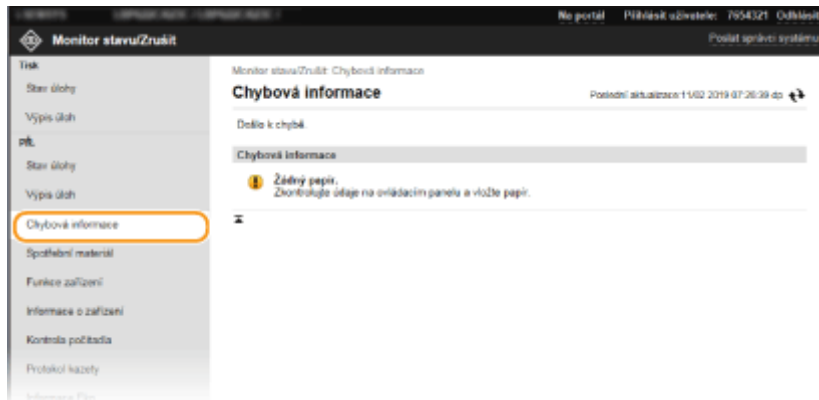 Na portál Přihlásit uživatele: 7654321 Odhlásit
Monitor stavu/Zrušit
Poslat správci systému
Tisk
Stav úlohy
Výpis úloh
Př.
Stav úlohy
Výpis úloh
Chybová informace
Spotřební materiál
Funkce zařízení
Informace o zařízení
Kontrola počítadla
Protokol kazety
Monitor stavu/Zrušit: Chybová informace
Chybová informace
Poslední aktualizace:11/02 2019 07:26:39 dp.
Došlo k chybě.
Chybová informace
Žádný papír.
Zkontrolujte údaje na ovládacím panelu a vložte papír.